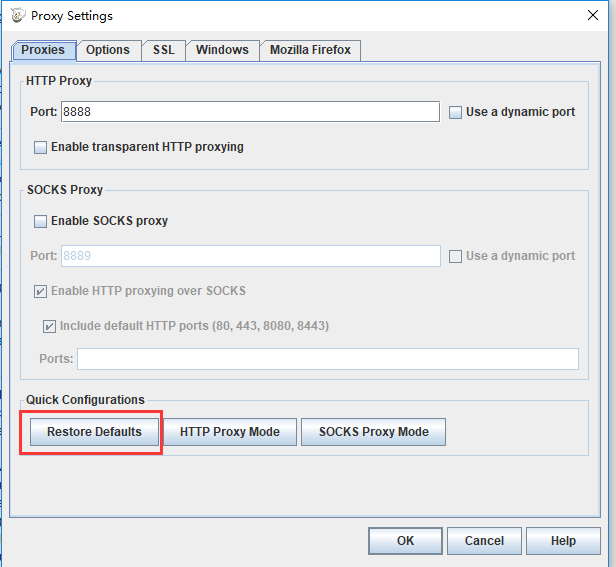 Proxy Settings
Proxies Options SSL Windows Mozilla Firefox
HTTP Proxy
Port: 8888 Use a dynamic port
Enable transparent HTTP proxying
SOCKS Proxy
Enable SOCKS proxy
Port: 8889 Use a dynamic port
Enable HTTP proxying over SOCKS
Include default HTTP ports (80, 443, 8080, 8443)
Ports:
Quick Configurations
Restore Defaults HTTP Proxy Mode SOCKS Proxy Mode
OK Cancel Help